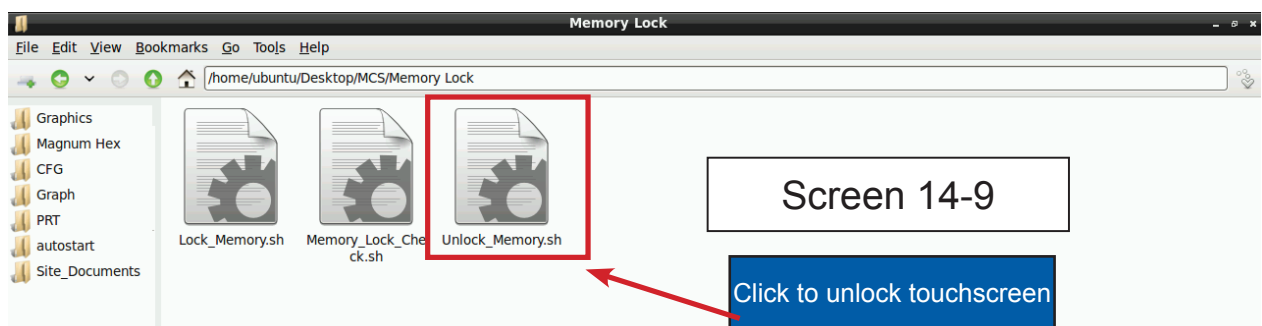 Memory Lock
File Edit View Bookmarks Go Tools Help
/home/ubuntu/Desktop/MCS/Memory Lock
Graphics
Magnum Hex
CFG
Graph
PRT
autostart
Site_Documents
Lock_Memory.sh
Memory_Lock_Che
ck.sh
Unlock_Memory.sh
Screen 14-9
Click to unlock touchscreen